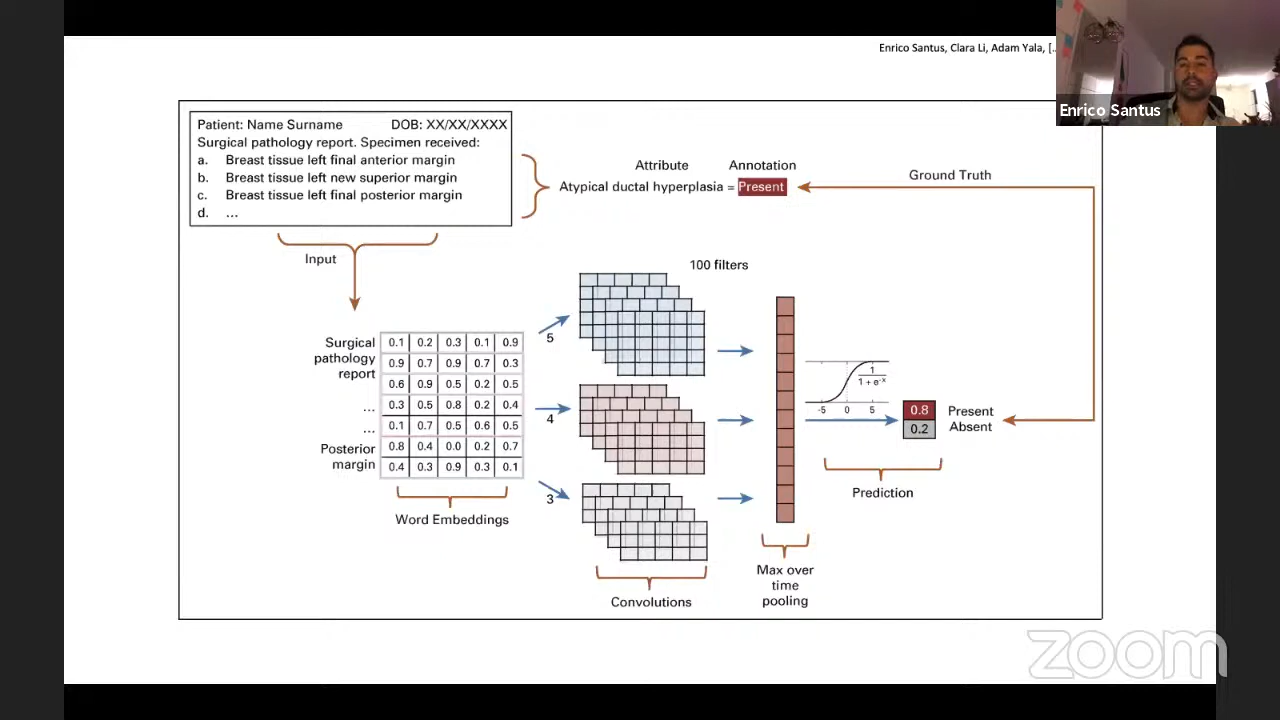 Enrico Santus, Clara Li, Adam Yala, [..
Enrico Santus
Patient: Name Surname DOB: XX/XX/XXXX
Surgical pathology report. Specimen received:
a. Breast tissue left final anterior margin
b. Breast tissue left new superior margin
c. Breast tissue left final posterior margin
d. ...
Attribute Annotation
Atypical ductal hyperplasia = Present
Ground Truth
Input
100 filters
Surgical
pathology
report
...
...
Posterior
margin
0.1 0.2 0.3 0.1 0.9
0.9 0.7 0.9 0.7 0.3
0.6 0.9 0.5 0.2 0.5
0.3 0.5 0.8 0.2 0.4
0.1 0.7 0.5 0.6 0.5
0.8 0.4 0.0 0.2 0.7
0.4 0.3 0.9 0.3 0.1
Word Embeddings
5
4
3
Convolutions
Max over
time
pooling
1
1 + e-x
-5 0 5
0.8 Present
0.2 Absent
Prediction
zoom